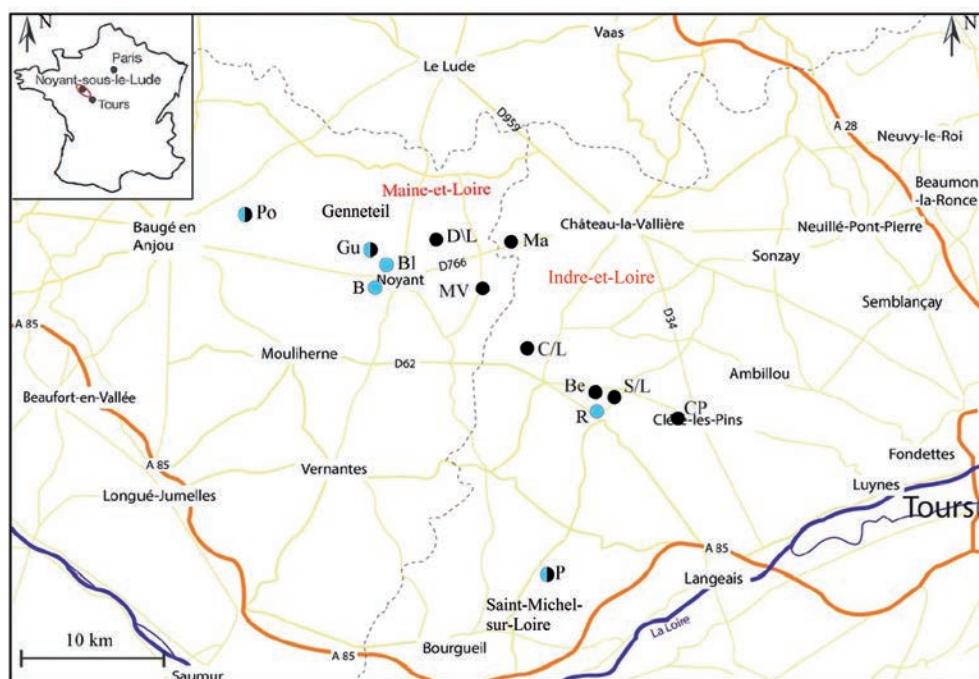 N
N
Paris
Noyant-sous-le-Lude
Tours
Vaas
Le Lude
D959
A 28
Neuvy-le-Roi
Beaumon
-la-Ronce
Maine-et-Loire
Po
Genneteil
Baugé en
Anjou
Gu
D\L
Ma
Château-la-Vallière
Neuillé-Pont-Pierre
Bl
D766
Noyant
B
MV
Indre-et-Loire
Sonzay
Semblançay
A 85
D34
Mouliherne
D62
C/L
Ambillou
Beaufort-en-Vallée
Be
S/L
R
CP
Cléré-les-Pins
Fondettes
A 85
Vernantes
Longué-Jumelles
Luynes
Tours
A 85
Langeais
P
Saint-Michel-
sur-Loire
La Loire
10 km
Bourgueil
A 85
Saumur